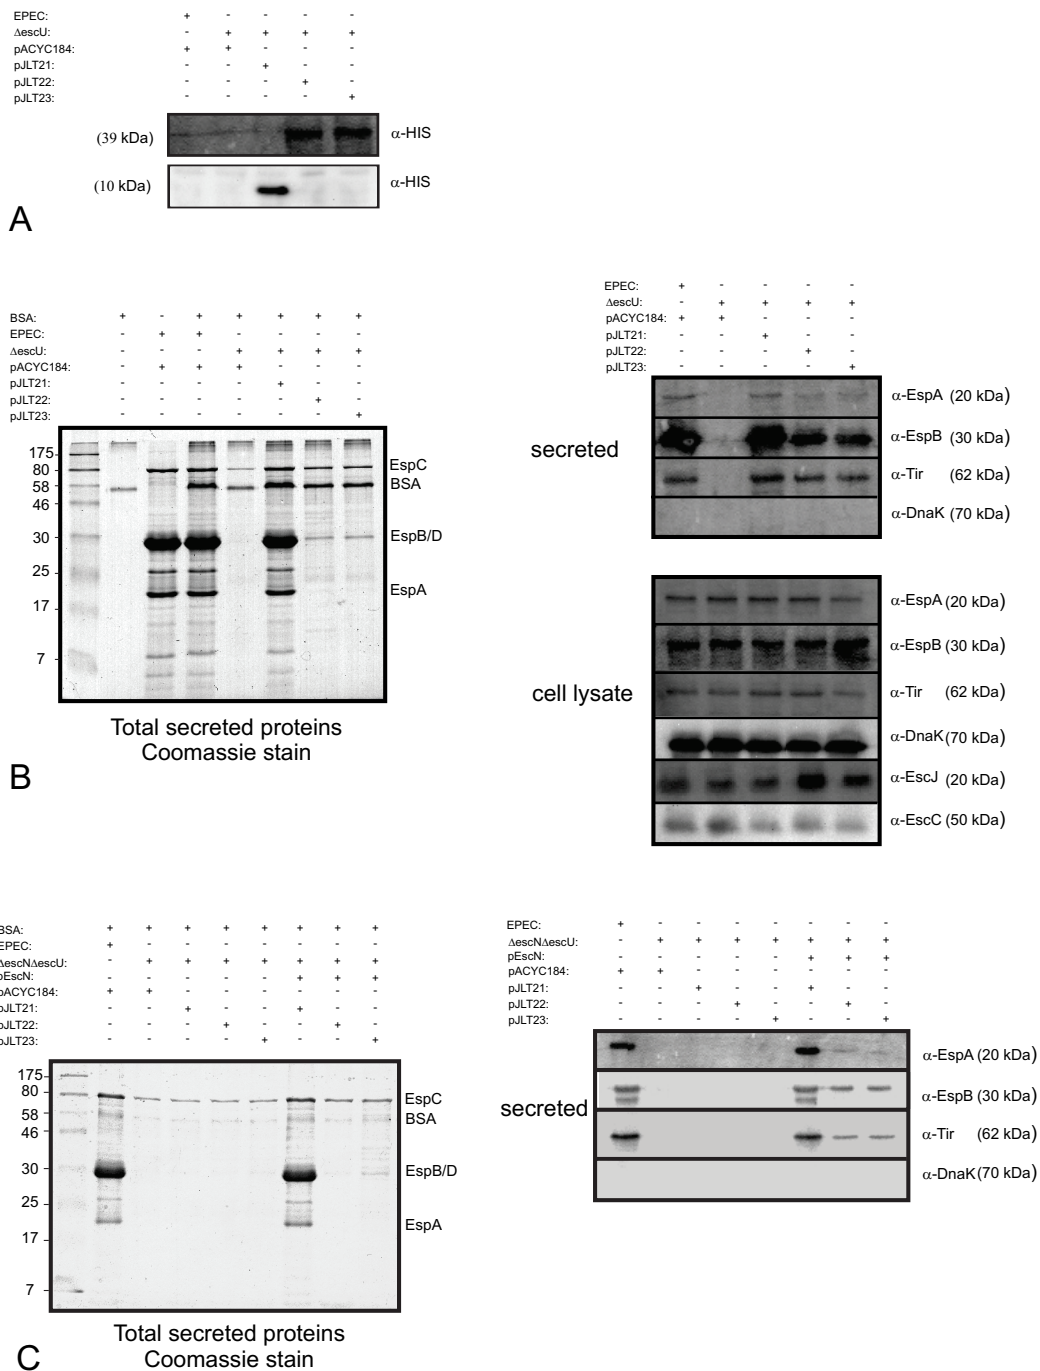 EPEC: + - - - -
ΔescU: - + + + +
pACYC184: + + - - -
pJLT21: - - + - -
pJLT22: - - - + -
pJLT23: - - - - +
(39 kDa) α-HIS
(10 kDa) α-HIS
A
BSA: + - + + + + +
EPEC: - + + - - - -
ΔescU: - - - + + + +
pACYC184: - + + + - - -
pJLT21: - - - - + - -
pJLT22: - - - - - + -
pJLT23: - - - - - - +
175
80 EspC
58 BSA
46
30 EspB/D
25
EspA
17
7
Total secreted proteins
Coomassie stain
B
EPEC: + - - - -
ΔescU: - + + + +
pACYC184: + + - - -
pJLT21: - - + - -
pJLT22: - - - + -
pJLT23: - - - - +
secreted
α-EspA (20 kDa)
α-EspB (30 kDa)
α-Tir (62 kDa)
α-DnaK (70 kDa)
cell lysate
α-EspA (20 kDa)
α-EspB (30 kDa)
α-Tir (62 kDa)
α-DnaK (70 kDa)
α-EscJ (20 kDa)
α-EscC (50 kDa)
BSA: + + + + + + + +
EPEC: + - - - - - - -
ΔescNΔescU: - + + + + + + +
pEscN: - - - - - + + +
pACYC184: + + - - - - - -
pJLT21: - - + - - + - -
pJLT22: - - - + - - + -
pJLT23: - - - - + - - +
175
80 EspC
58 BSA
46
30 EspB/D
25
EspA
17
7
Total secreted proteins
Coomassie stain
C
EPEC: + - - - - - - -
ΔescNΔescU: - + + + + + + +
pEscN: - - - - - + + +
pACYC184: + + - - - - - -
pJLT21: - - + - - + - -
pJLT22: - - - + - - + -
pJLT23: - - - - + - - +
secreted
α-EspA (20 kDa)
α-EspB (30 kDa)
α-Tir (62 kDa)
α-DnaK (70 kDa)